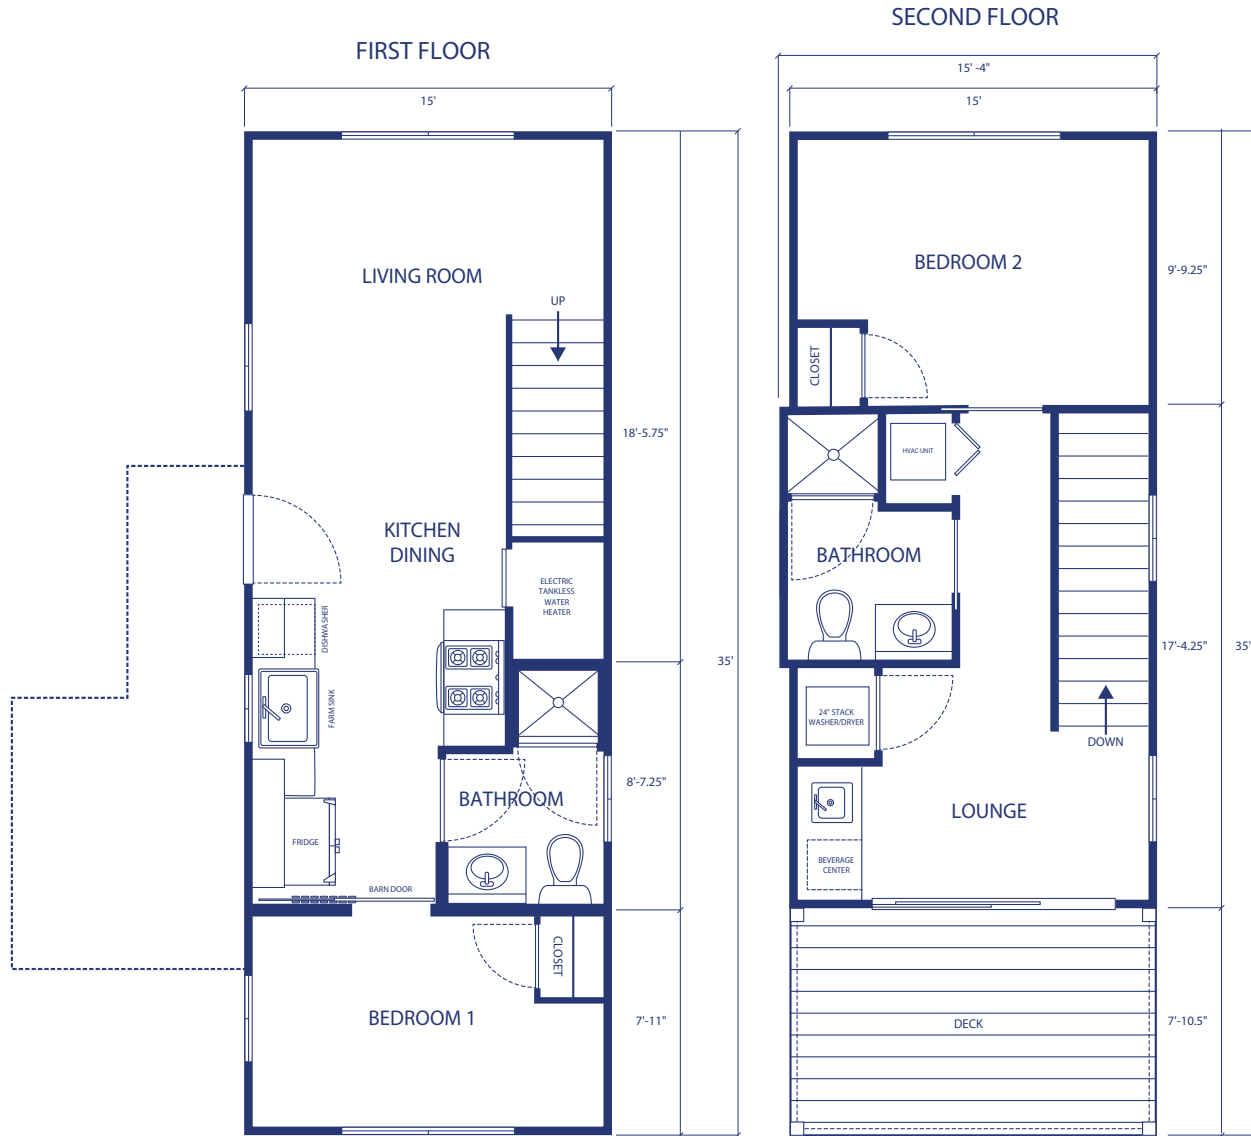 SECOND FLOOR
FIRST FLOOR
15' -4"
15'
15'
LIVING ROOM
UP
18'-5.75"
KITCHEN
DINING
ELECTRIC
TANKLESS
WATER
HEATER
DISHWASHER
FARM SINK
35'
8'-7.25"
BATHROOM
FRIDGE
BARN DOOR
CLOSET
BEDROOM 1
7'-11"
BEDROOM 2
9'-9.25"
CLOSET
HVAC UNIT
BATHROOM
17'-4.25"
35'
24" STACK
WASHER/DRYER
DOWN
LOUNGE
BEVERAGE
CENTER
DECK
7'-10.5"